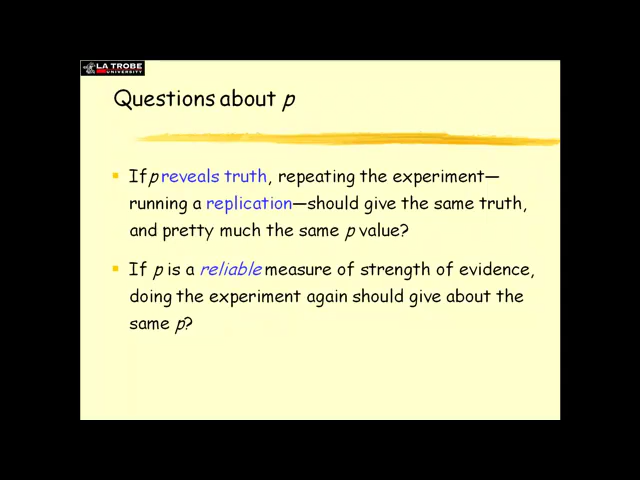 LA TROBE
UNIVERSITY
Questions about p
If p reveals truth, repeating the experiment—
running a replication—should give the same truth,
and pretty much the same p value?
If p is a reliable measure of strength of evidence,
doing the experiment again should give about the
same p?